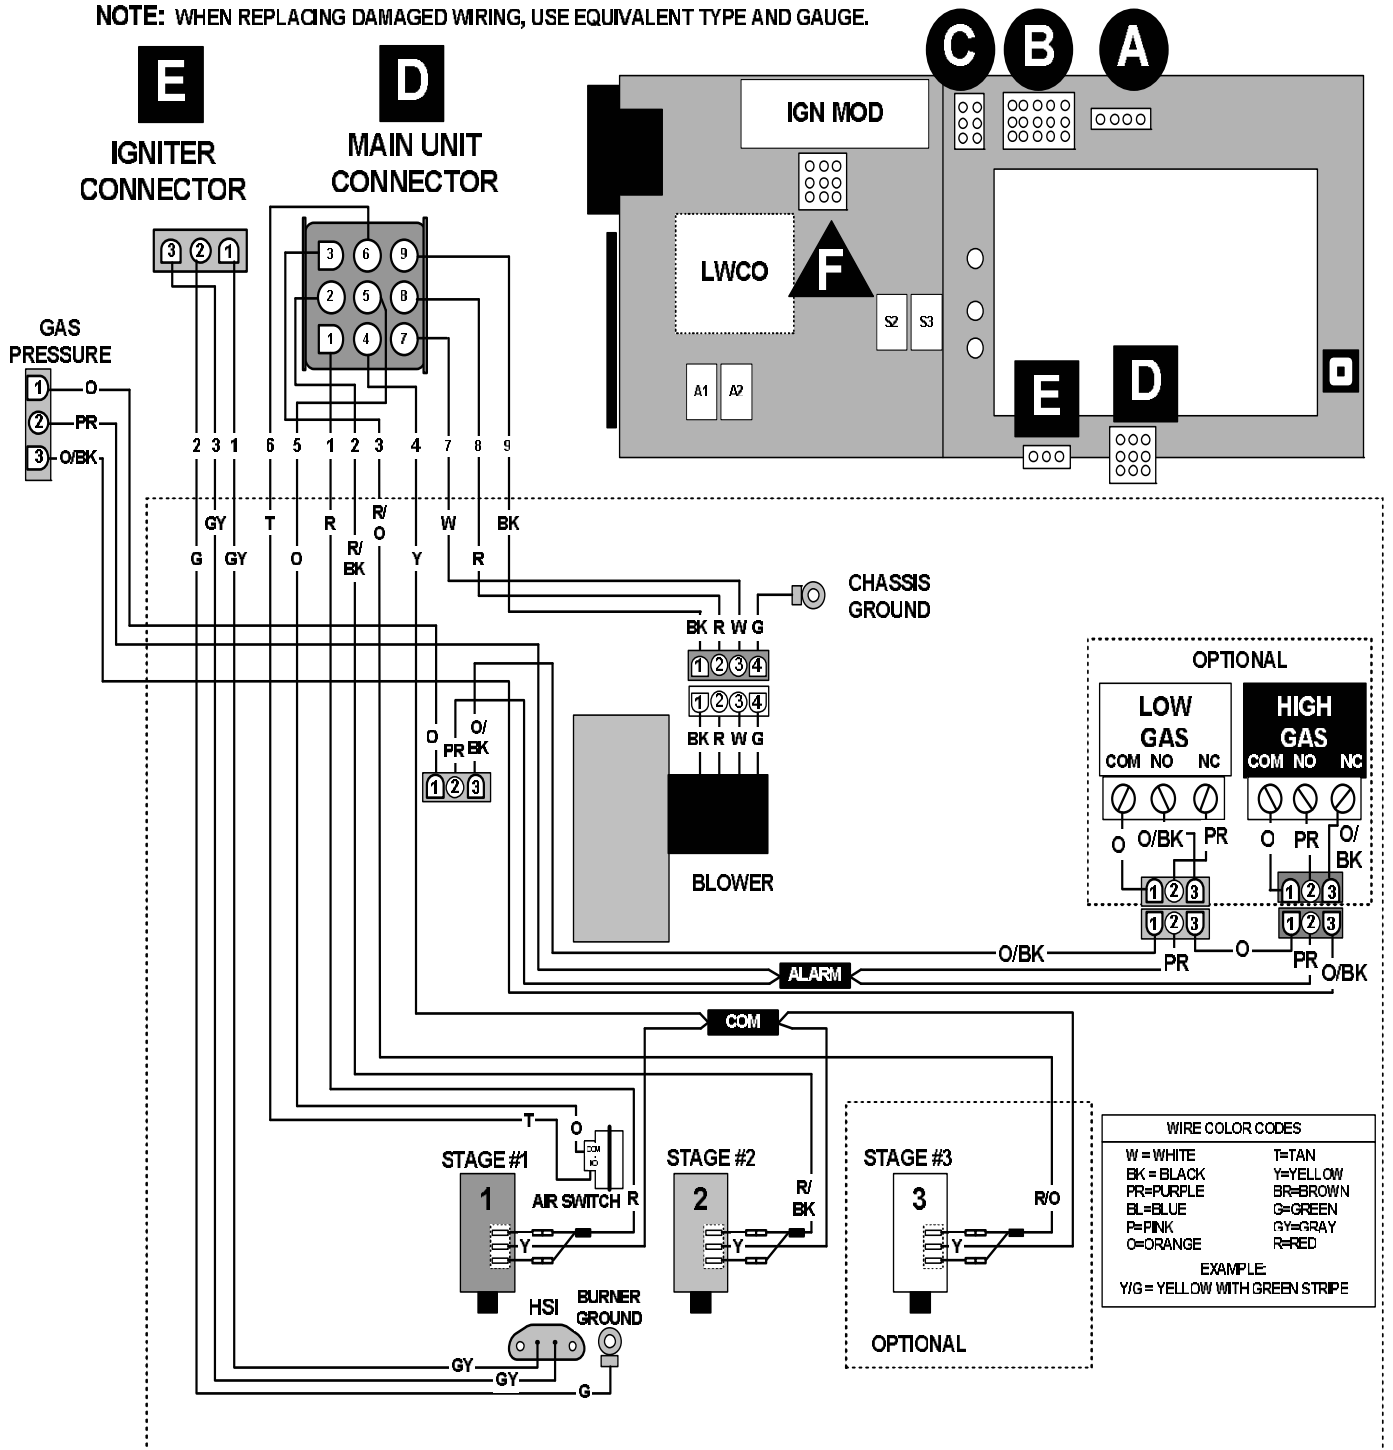 NOTE: WHEN REPLACING DAMAGED WIRING, USE EQUIVALENT TYPE AND GAUGE.
E
IGNITER
CONNECTOR
3 2 1
D
MAIN UNIT
CONNECTOR
3 6 9
2 5 8
1 4 7
C B A
IGN MOD
LWCO
F
S2 S3
A1 A2
E D
GAS
PRESSURE
1 O
2 PR
3 O/BK
2 3 1 6 5 1 2 3 4 7 8 9
GY T R R/
O W BK
G GY O R/
BK Y R
CHASSIS
GROUND
BK R W G
1 2 3 4
1 2 3 4
BK R W G
BLOWER
O PR O/
BK
1 2 3
OPTIONAL
LOW
GAS
COM NO NC
HIGH
GAS
COM NO NC
O O/BK PR
O PR O/
BK
1 2 3
1 2 3
1 2 3
1 2 3
O/BK
O
PR
PR
O/BK
ALARM
COM
T
O
COM
NO
STAGE #1
1
AIR SWITCH
R
Y
STAGE #2
2
R/
BK
Y
STAGE #3
3
R/O
Y
OPTIONAL
HSI
BURNER
GROUND
GY
GY
G
WIRE COLOR CODES
W = WHITE T=TAN
BK = BLACK Y=YELLOW
PR=PURPLE BR=BROWN
BL=BLUE G=GREEN
P=PINK GY=GRAY
O=ORANGE R=RED
EXAMPLE:
Y/G = YELLOW WITH GREEN STRIPE